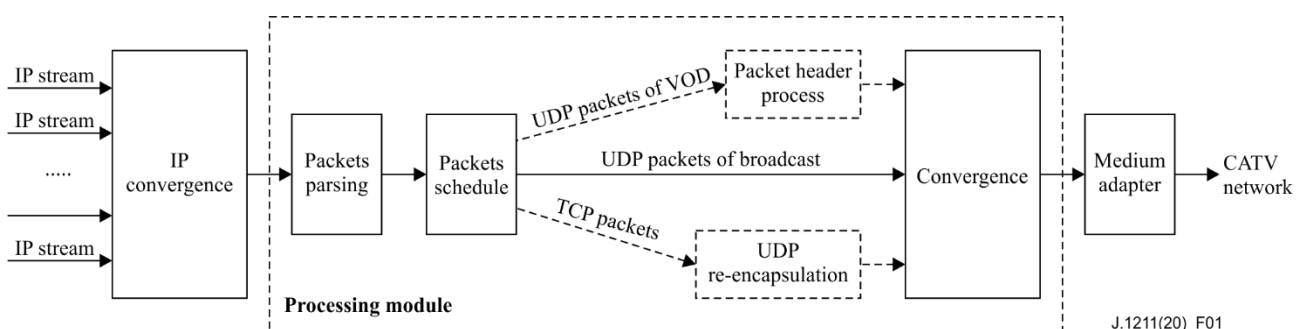 IP stream
IP stream
.....
IP stream
IP
convergence
Packets
parsing
Packets
schedule
UDP packets of VOD
UDP packets of broadcast
TCP packets
Packet header
process
UDP
re-encapsulation
Convergence
Medium
adapter
CATV
network
Processing module
J.1211(20)_F01